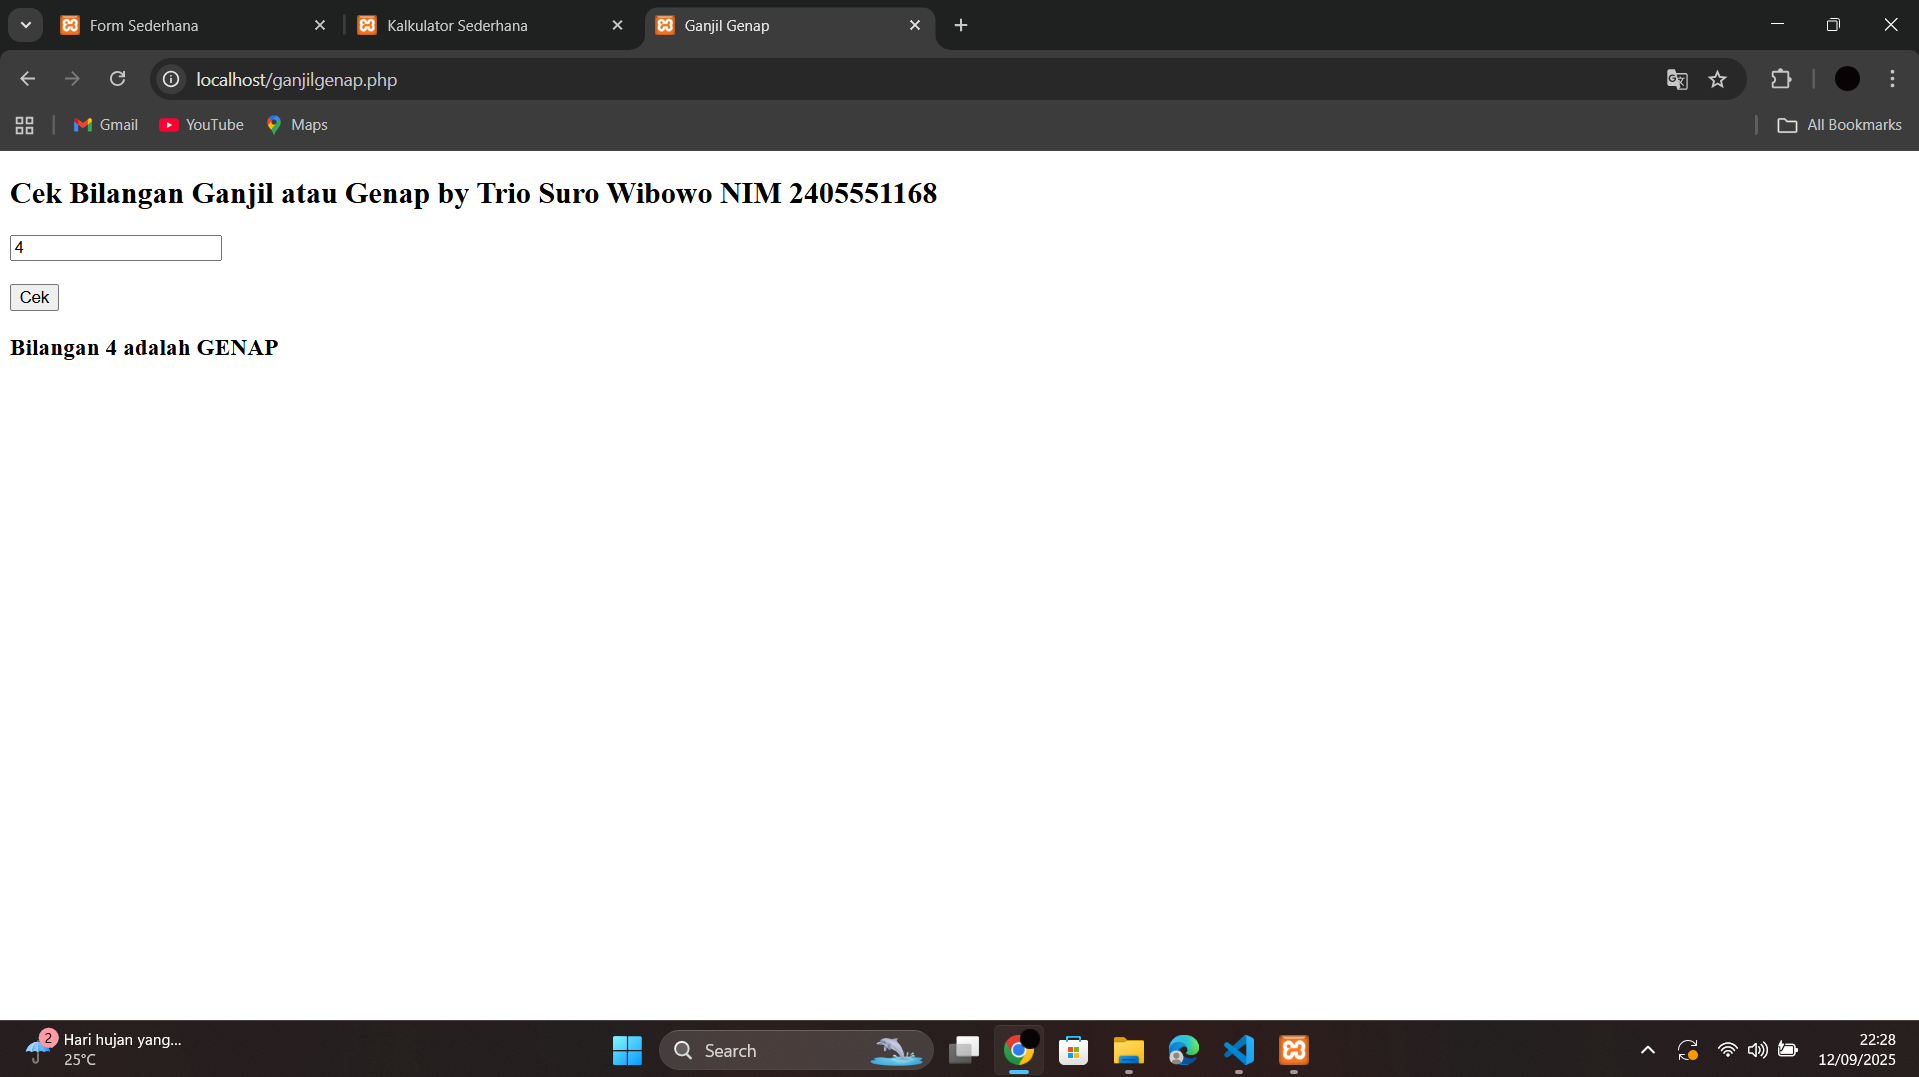 Form Sederhana
Kalkulator Sederhana
Ganjil Genap
localhost/ganjilgenap.php
Gmail
YouTube
Maps
All Bookmarks
Cek Bilangan Ganjil atau Genap by Trio Suro Wibowo NIM 2405551168
4
Cek
Bilangan 4 adalah GENAP
2
Hari hujan yang...
25°C
Search
22:28
12/09/2025